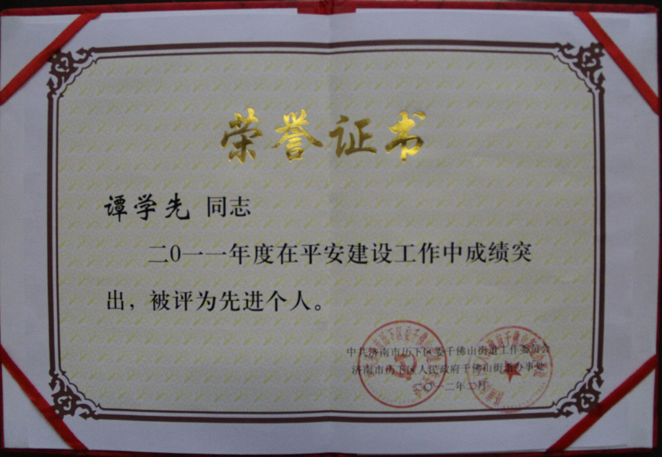 荣誉证书
谭学先 同志
二0一一年度在平安建设工作中成绩突
出，被评为先进个人。
中共济南市历下区委千佛山街道工作委员会
济南市历下区人民政府千佛山街道办事处
二〇一二年二月